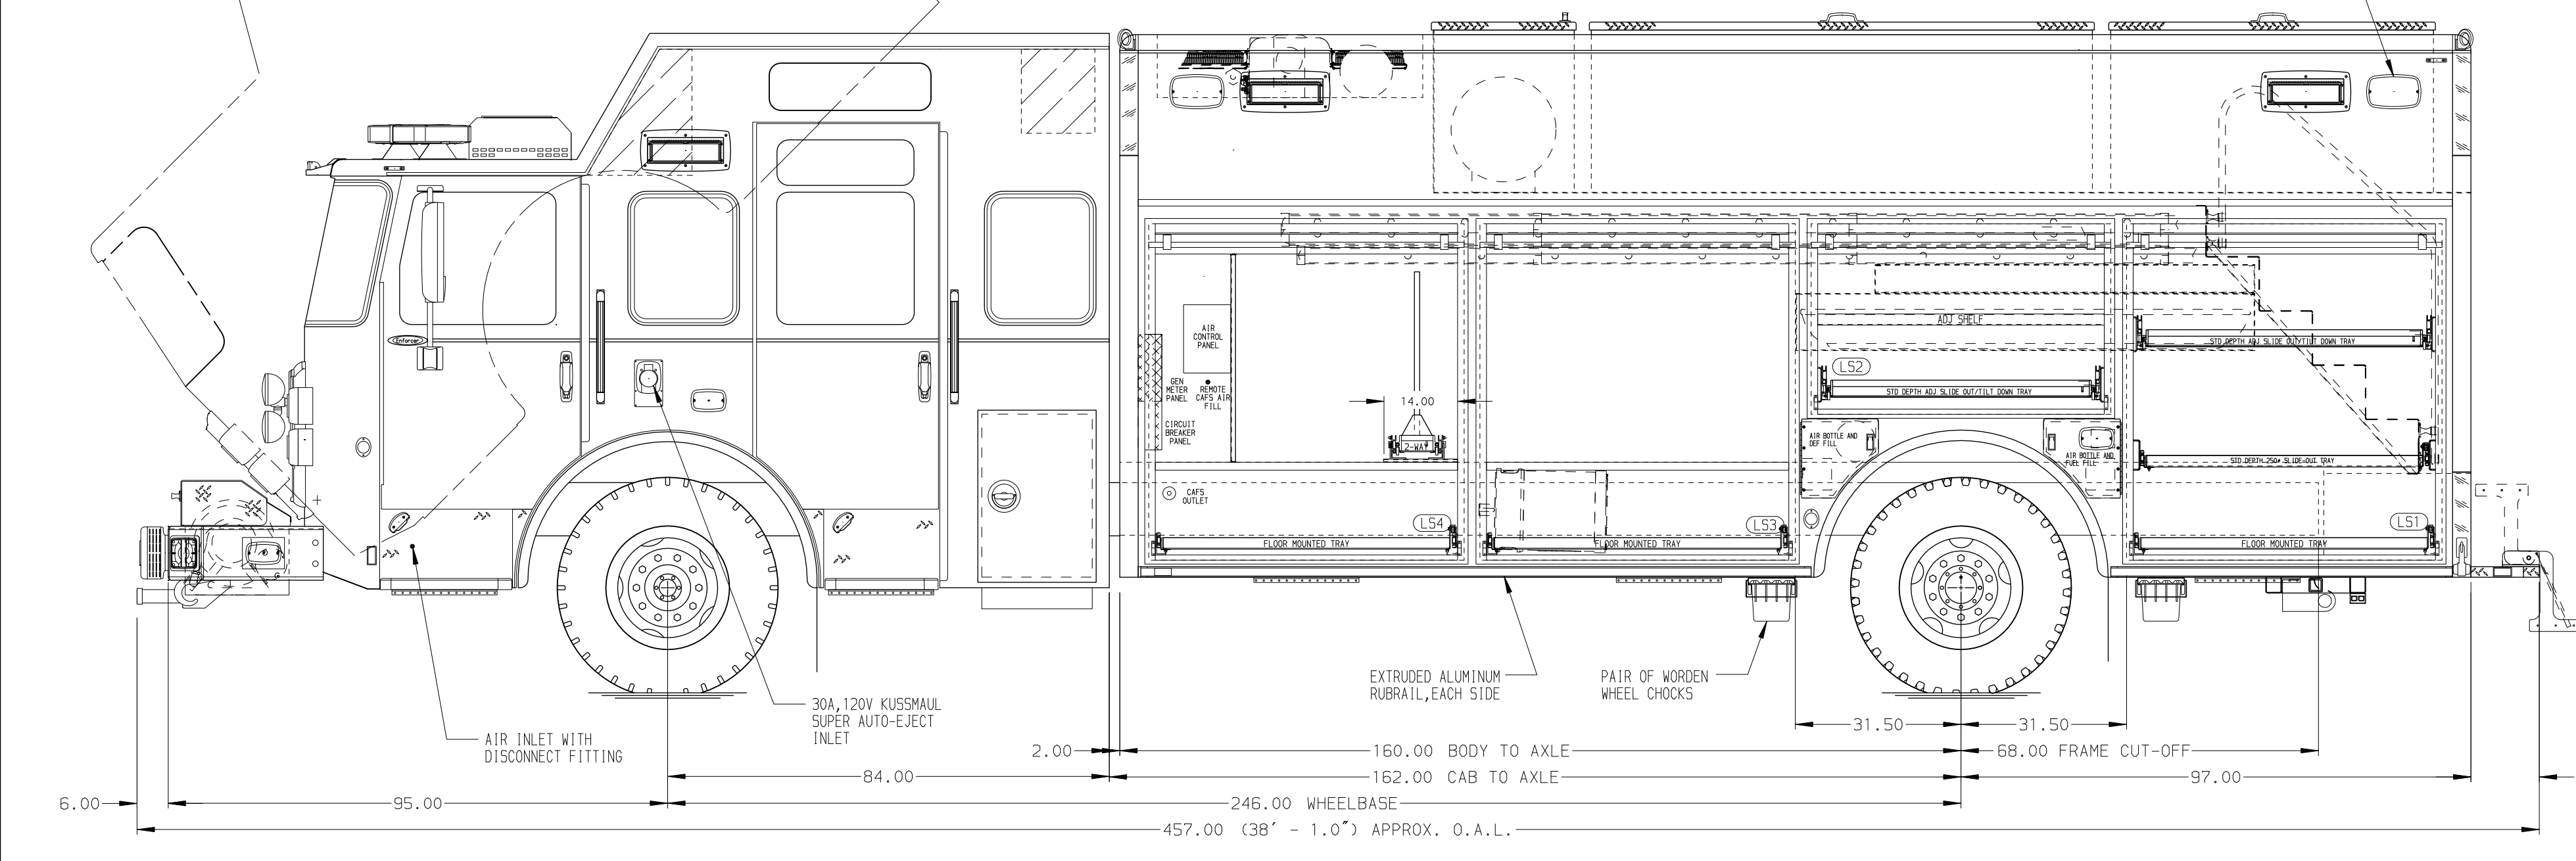 Enforcer
AIR
CONTROL
PANEL
GEN
METER
PANEL
REMOTE
CAFS AIR
FILL
CIRCUIT
BREAKER
PANEL
14.00
2-WAY
CAFS
OUTLET
LS4
FLOOR MOUNTED TRAY
LS3
FLOOR MOUNTED TRAY
ADJ SHELF
LS2
STD DEPTH ADJ SLIDE OUT/TILT DOWN TRAY
AIR BOTTLE AND
DEF FILL
AIR BOTTLE AND
FUEL FILL
STD DEPTH ADJ SLIDE OUT/TILT DOWN TRAY
STD DEPTH 250# SLIDE-OUT TRAY
LS1
FLOOR MOUNTED TRAY
AIR INLET WITH
DISCONNECT FITTING
30A,120V KUSSMAUL
SUPER AUTO-EJECT
INLET
EXTRUDED ALUMINUM
RUBRAIL,EACH SIDE
PAIR OF WORDEN
WHEEL CHOCKS
31.50
31.50
2.00
160.00 BODY TO AXLE
68.00 FRAME CUT-OFF
84.00
162.00 CAB TO AXLE
97.00
6.00
95.00
246.00 WHEELBASE
457.00 (38' - 1.0") APPROX. O.A.L.